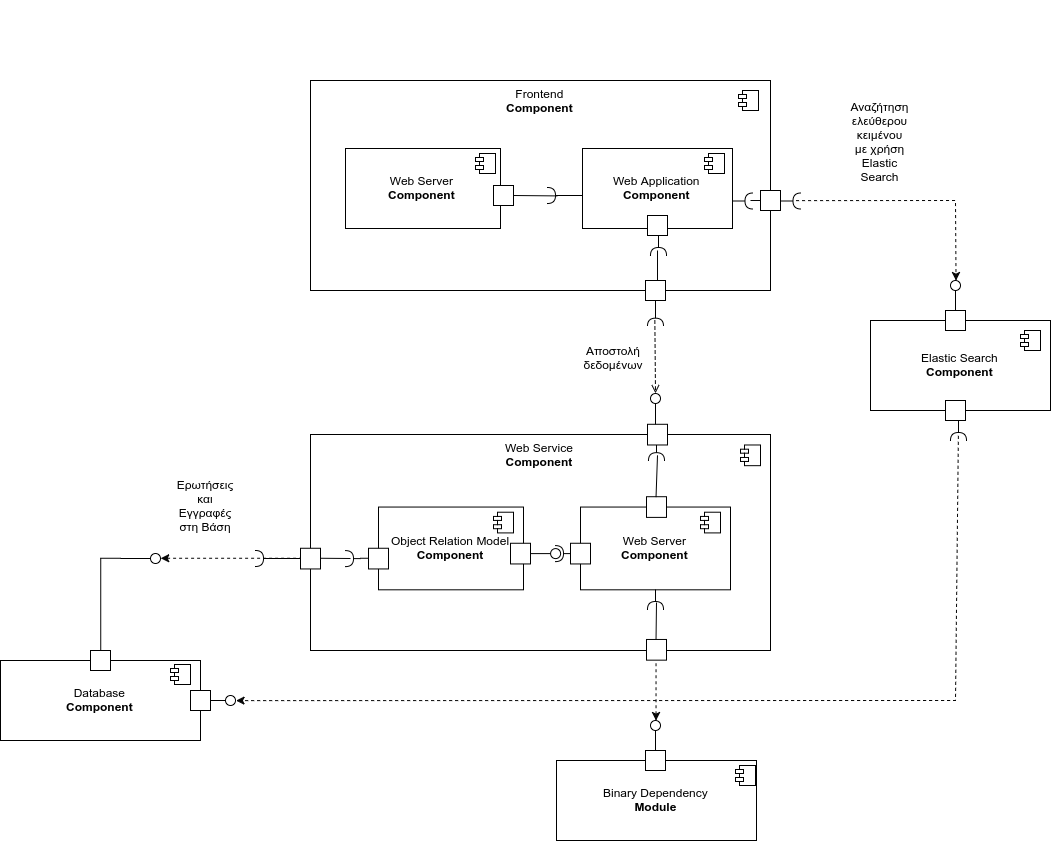 Frontend
Component
Web Server
Component
Web Application
Component
Αναζήτηση
ελεύθερου
κειμένου
με χρήση
Elastic
Search
Αποστολή
δεδομένων
Elastic Search
Component
Web Service
Component
Ερωτήσεις
και
Εγγραφές
στη Βάση
Object Relation Model
Component
Web Server
Component
Database
Component
Binary Dependency
Module